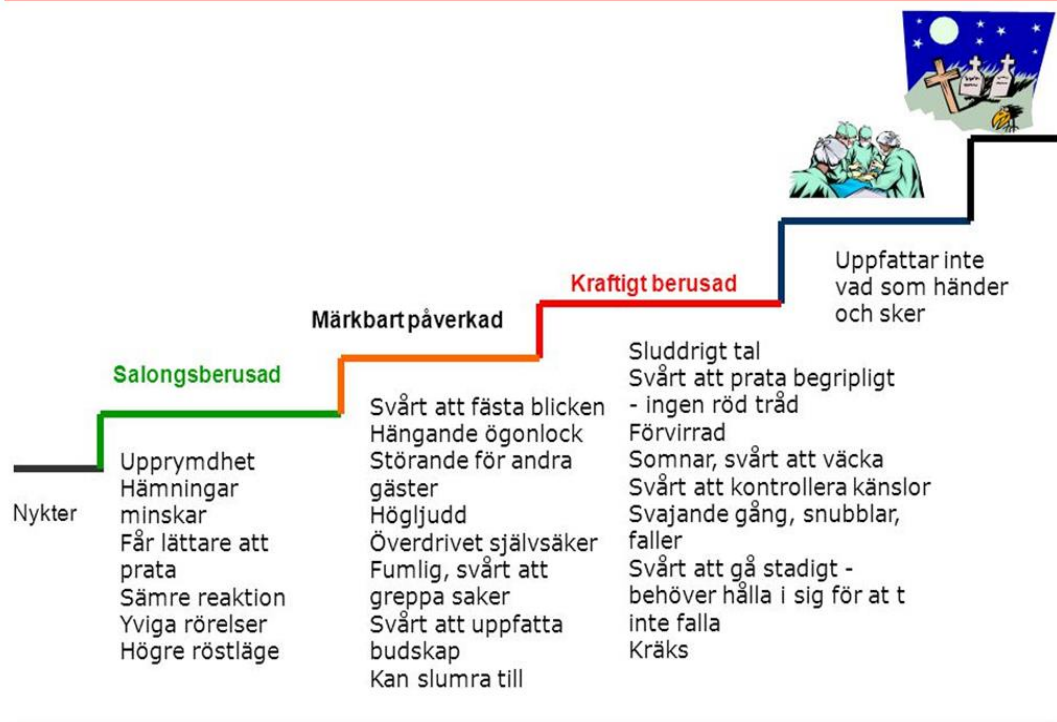 Nykter
Salongsberusad
Upprymdhet
Hämningar
minskar
Får lättare att
prata
Sämre reaktion
Yviga rörelser
Högre röstläge
Märkbart påverkad
Svårt att fästa blicken
Hängande ögonlock
Störande för andra
gäster
Högljudd
Överdrivet självsäker
Fumlig, svårt att
greppa saker
Svårt att uppfatta
budskap
Kan slumra till
Kraftigt berusad
Sluddrigt tal
Svårt att prata begripligt
- ingen röd tråd
Förvirrad
Somnar, svårt att väcka
Svårt att kontrollera känslor
Svajande gång, snubblar,
faller
Svårt att gå stadigt -
behöver hålla i sig för at t
inte falla
Kräks
Uppfattar inte
vad som händer
och sker